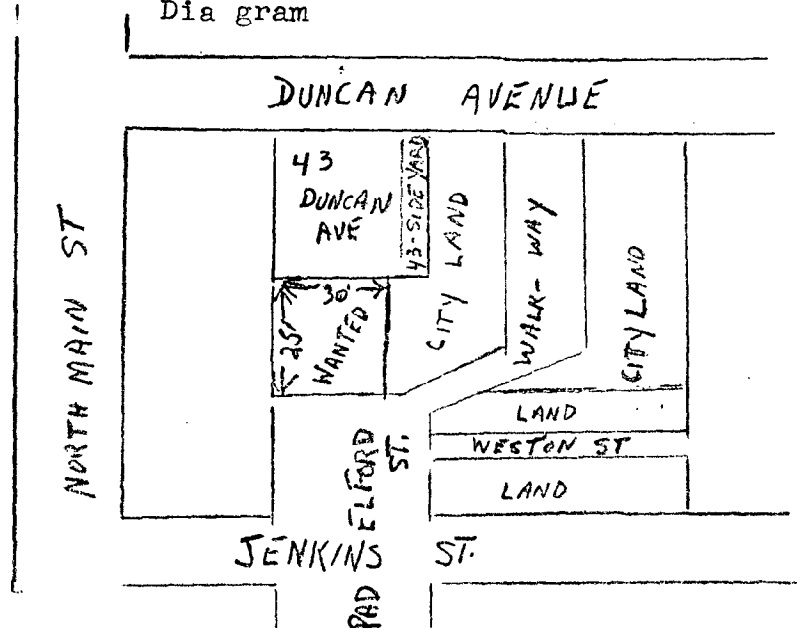 Dia gram
DUNCAN AVENUE
43
DUNCAN
AVE
43-SIDE YARD
CITY LAND
WALK-WAY
CITY LAND
NORTH MAIN ST
30'
25'
WANTED
LAND
WESTON ST
LAND
ELFORD
ST.
JENKINS ST.
PAD